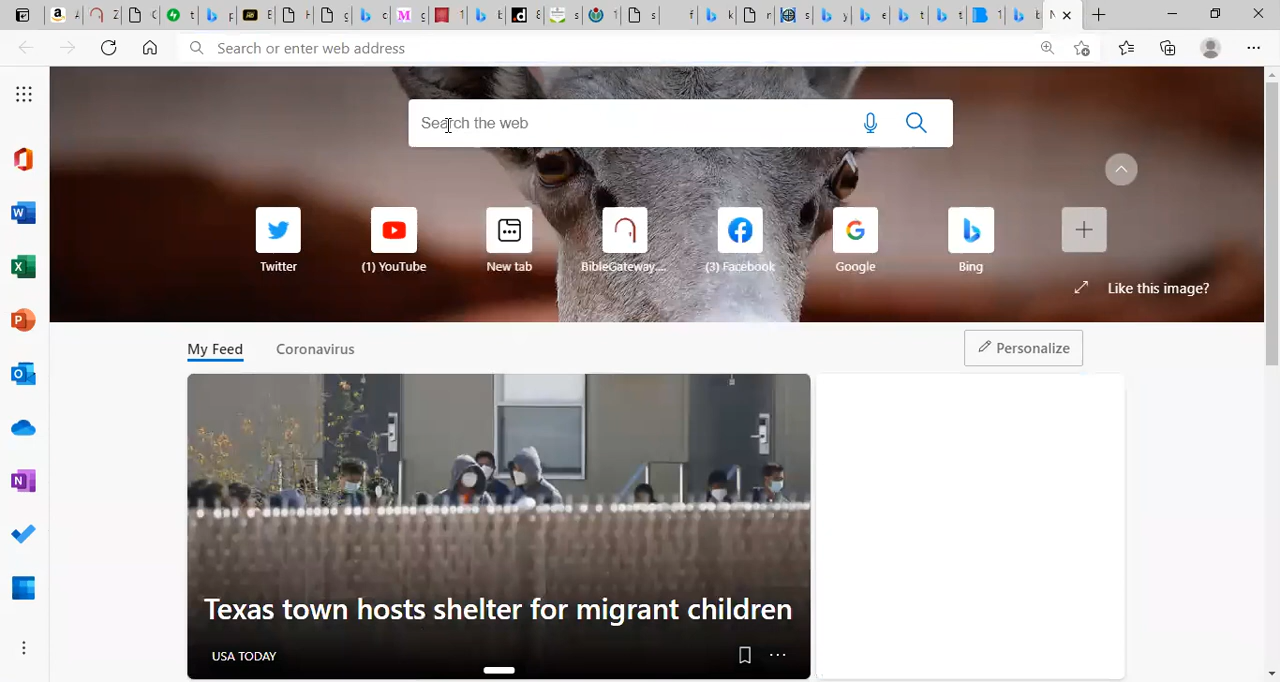 Search or enter web address
Search the web
Twitter
(1) YouTube
New tab
BibleGateway....
(3) Facebook
Google
Bing
Like this image?
My Feed
Coronavirus
Personalize
Texas town hosts shelter for migrant children
USA TODAY